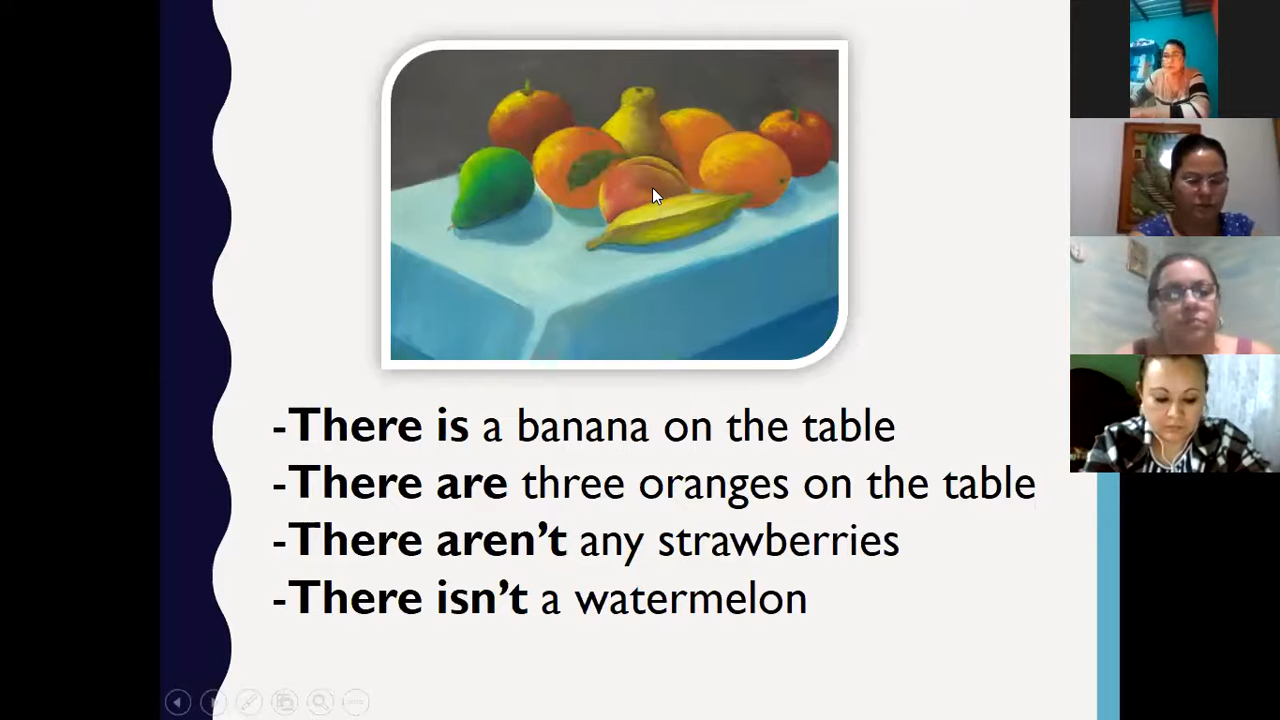 -There is a banana on the table
-There are three oranges on the table
-There aren’t any strawberries
-There isn’t a watermelon